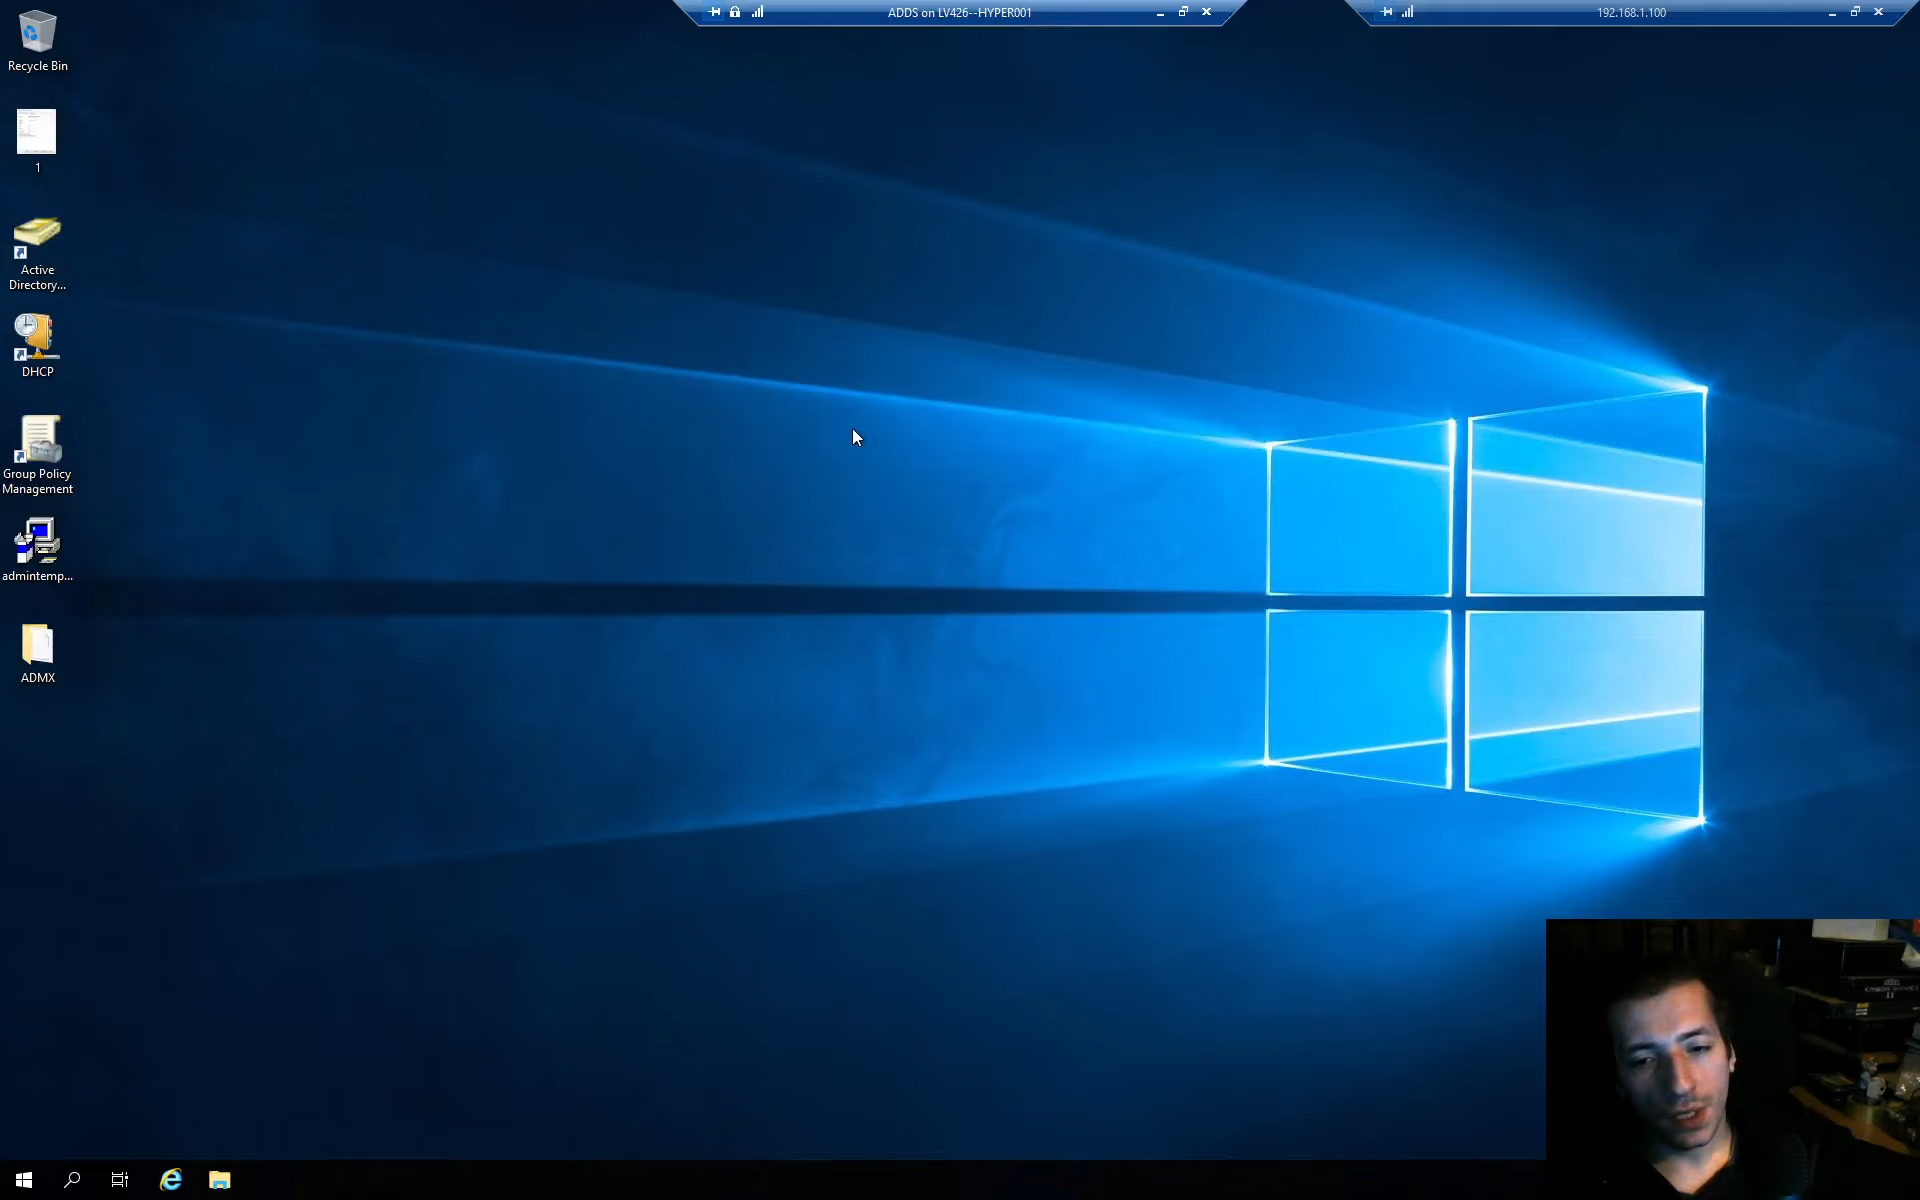 ADDS on LV426--HYPER001
192.168.1.100
Recycle Bin
1
Active
Directory...
DHCP
Group Policy
Management
admintemp...
ADMX